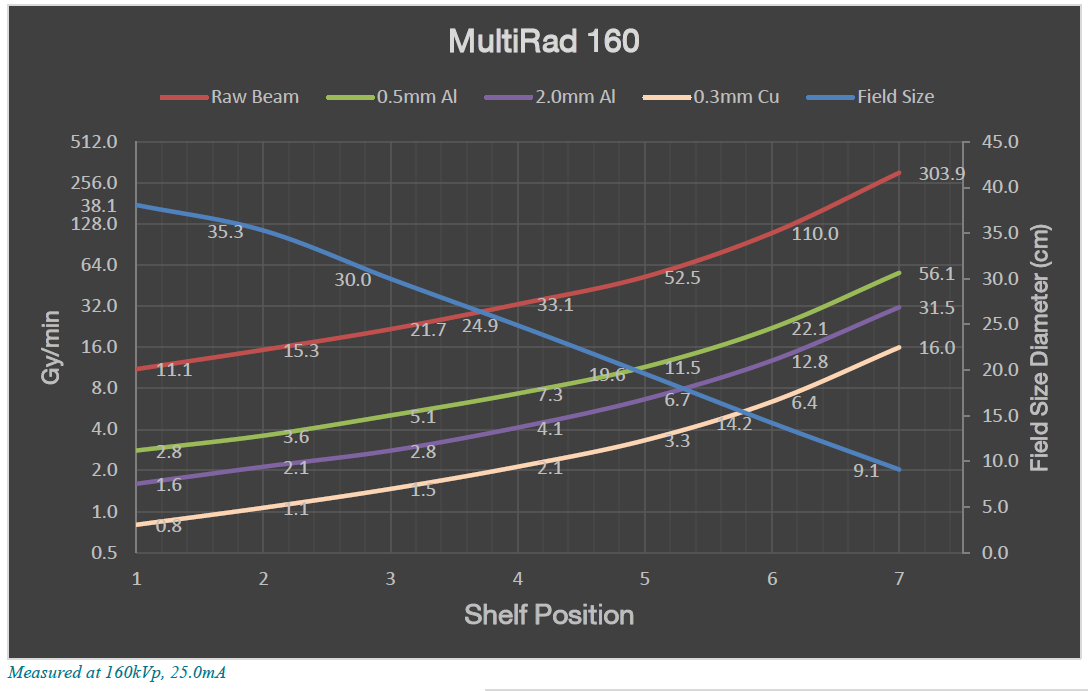 MultiRad 160
Raw Beam 0.5mm Al 2.0mm Al 0.3mm Cu Field Size
512.0 45.0
256.0 303.9 40.0
38.1
128.0 35.3 110.0 35.0
64.0 30.0 52.5 56.1 30.0
32.0 33.1 31.5
21.7 24.9 22.1 25.0
16.0 11.1 15.3 11.5 12.8 16.0 20.0
8.0 7.3 19.6 6.7 6.4 15.0
4.0 2.8 3.6 5.1 4.1 3.3 14.2
2.0 1.6 2.1 2.8 2.1 9.1 10.0
1.0 0.8 1.1 1.5 5.0
0.5 0.0
1 2 3 4 5 6 7
Gy/min
Field Size Diameter (cm)
Shelf Position
Measured at 160kVp, 25.0mA